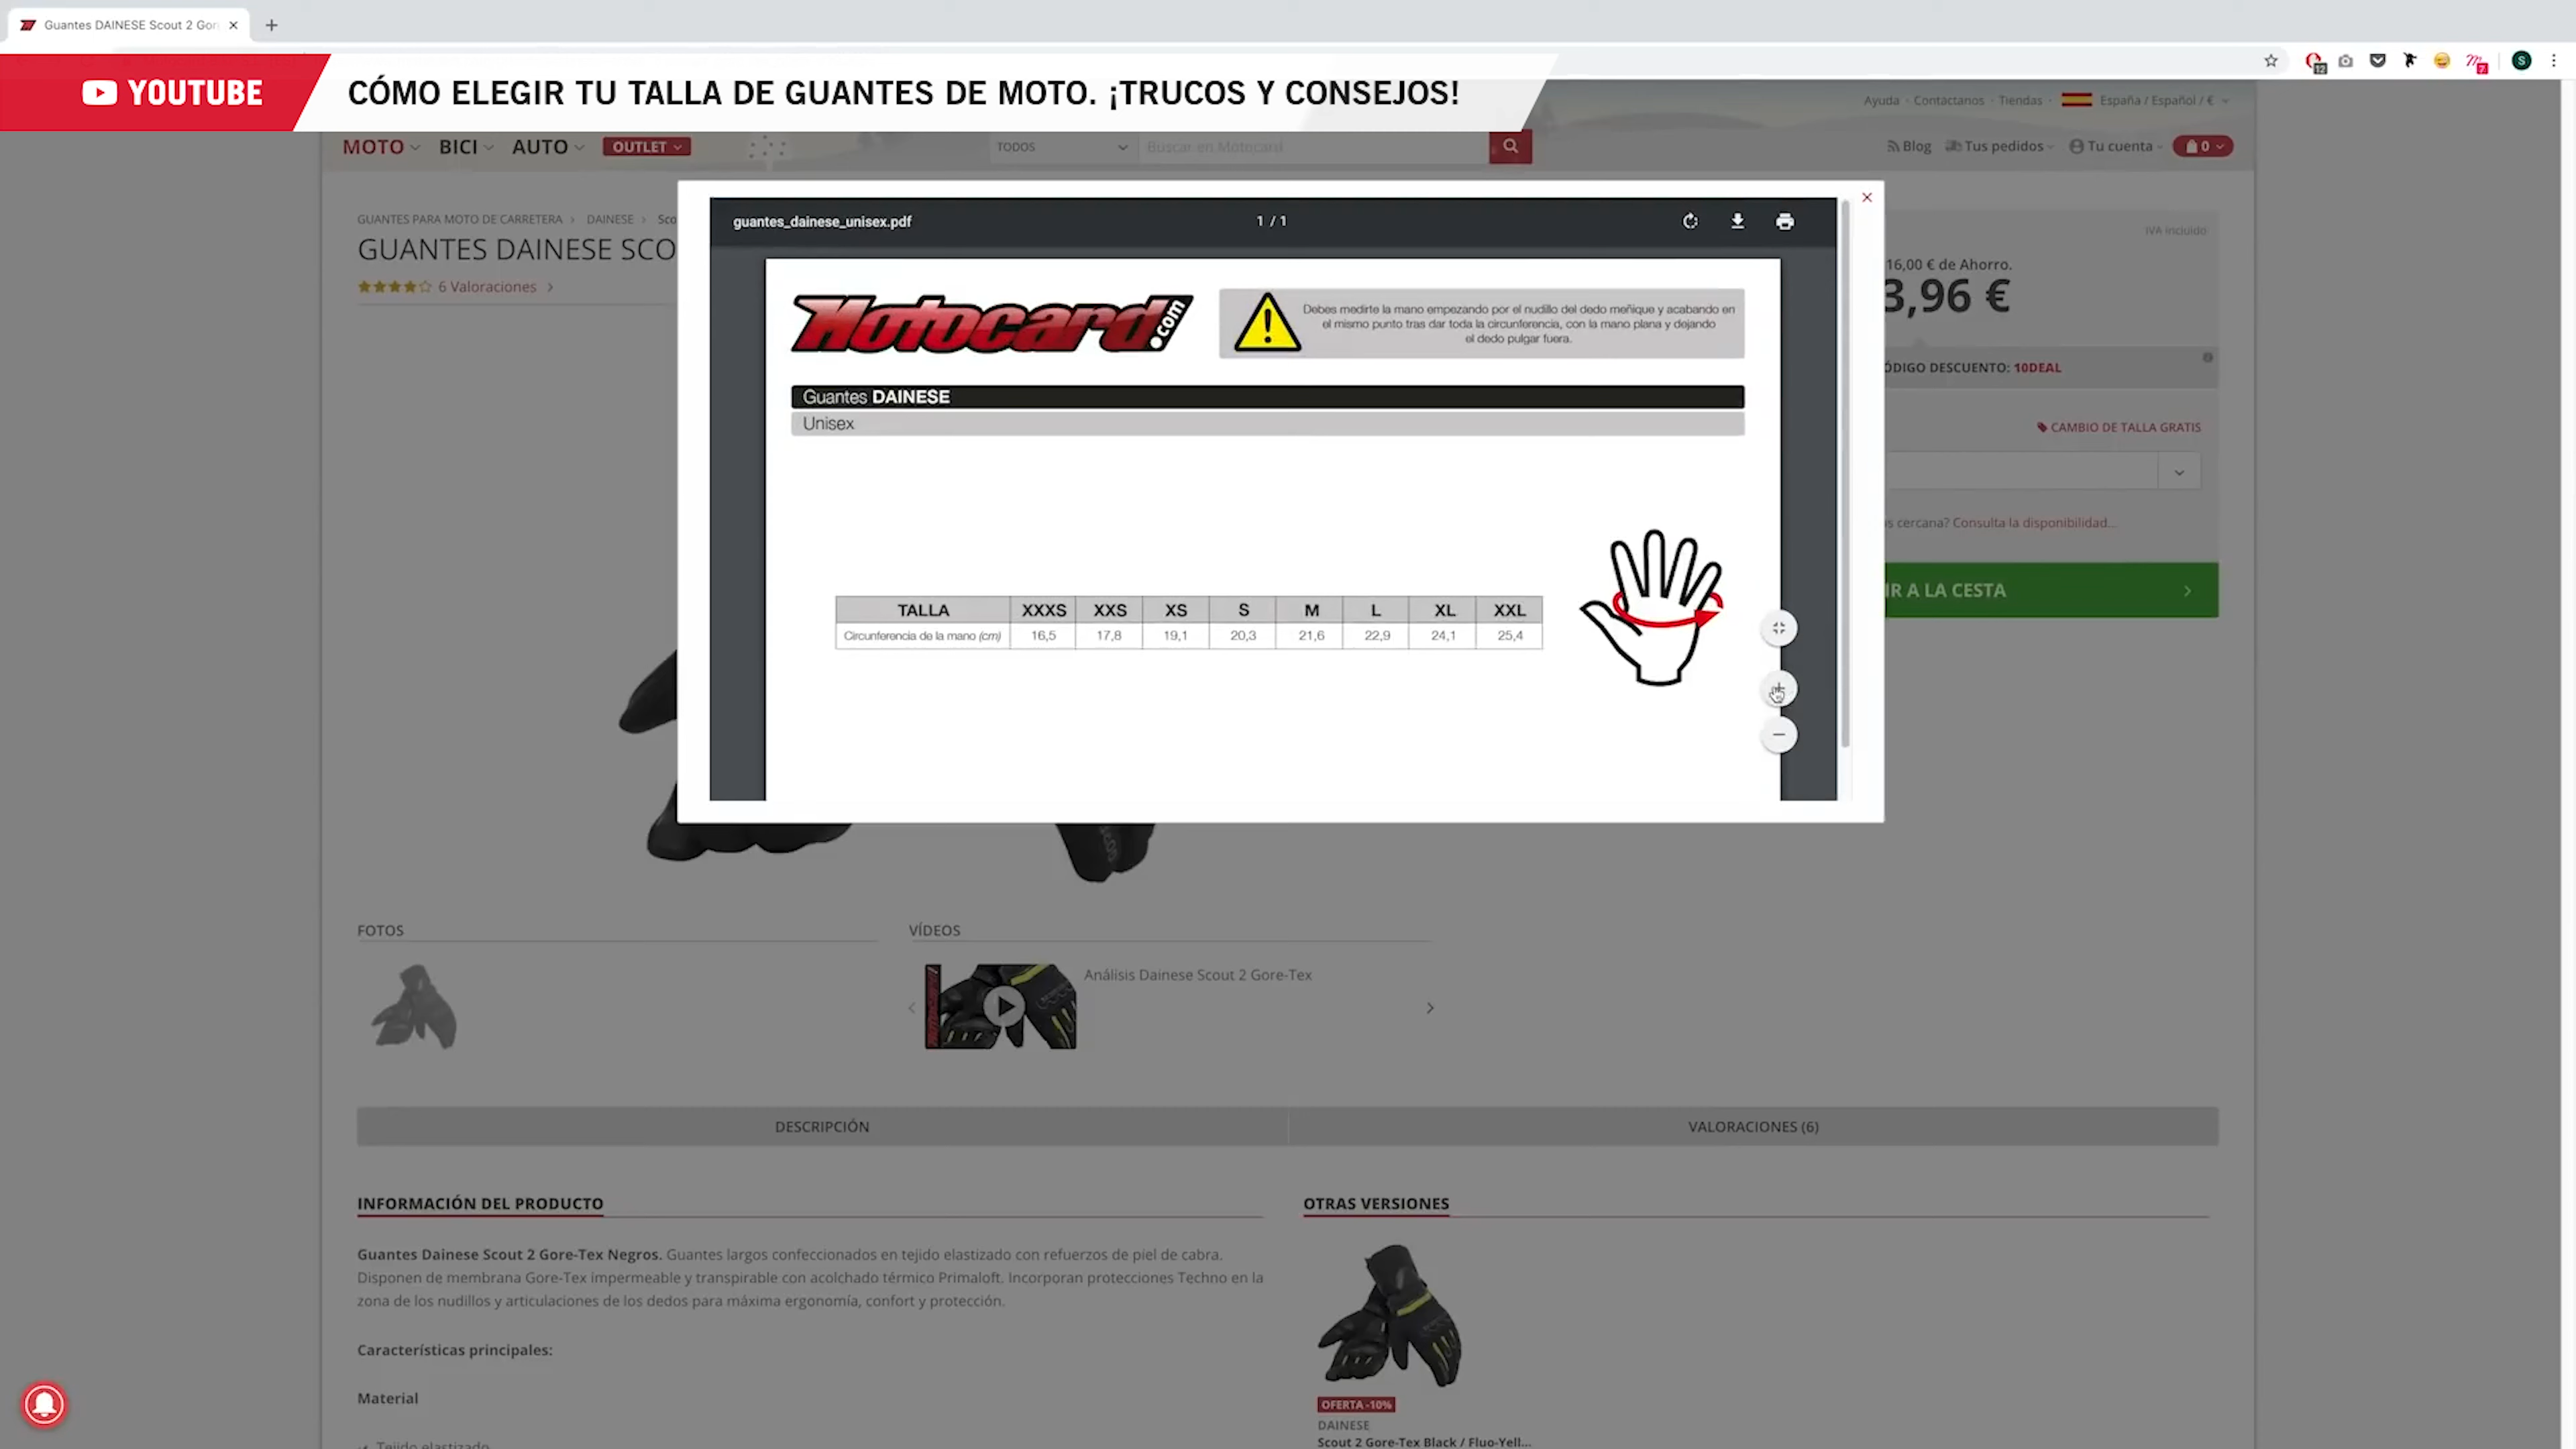 Guantes DAINESE Scout 2 Gor
YOUTUBE
CÓMO ELEGIR TU TALLA DE GUANTES DE MOTO. ¡TRUCOS Y CONSEJOS!
12
7
S
Ayuda · Contáctanos · Tiendas · España / Español / €
MOTO BICI AUTO OUTLET
TODOS
Buscar en Motocard
Blog Tus pedidos Tu cuenta 0
GUANTES PARA MOTO DE CARRETERA > DAINESE > Sco
GUANTES DAINESE SCO
6 Valoraciones >
guantes_dainese_unisex.pdf
1 / 1
Motocard.com
Debes medirte la mano empezando por el nudillo del dedo meñique y acabando en
el mismo punto tras dar toda la circunferencia, con la mano plana y dejando
el dedo pulgar fuera.
Guantes DAINESE
Unisex
TALLA XXXS XXS XS S M L XL XXL
Circunferencia de la mano (cm) 16,5 17,8 19,1 20,3 21,6 22,9 24,1 25,4
IVA incluido
16,00 € de Ahorro.
3,96 €
ÓDIGO DESCUENTO: 10DEAL
CAMBIO DE TALLA GRATIS
s cercana? Consulta la disponibilidad...
IR A LA CESTA
FOTOS
VÍDEOS
Análisis Dainese Scout 2 Gore-Tex
DESCRIPCIÓN
VALORACIONES (6)
INFORMACIÓN DEL PRODUCTO
Guantes Dainese Scout 2 Gore-Tex Negros. Guantes largos confeccionados en tejido elastizado con refuerzos de piel de cabra.
Disponen de membrana Gore-Tex impermeable y transpirable con acolchado térmico Primaloft. Incorporan protecciones Techno en la
zona de los nudillos y articulaciones de los dedos para máxima ergonomía, confort y protección.
Características principales:
Material
Tejido elastizado
OTRAS VERSIONES
OFERTA -10%
DAINESE
Scout 2 Gore-Tex Black / Fluo-Yell...